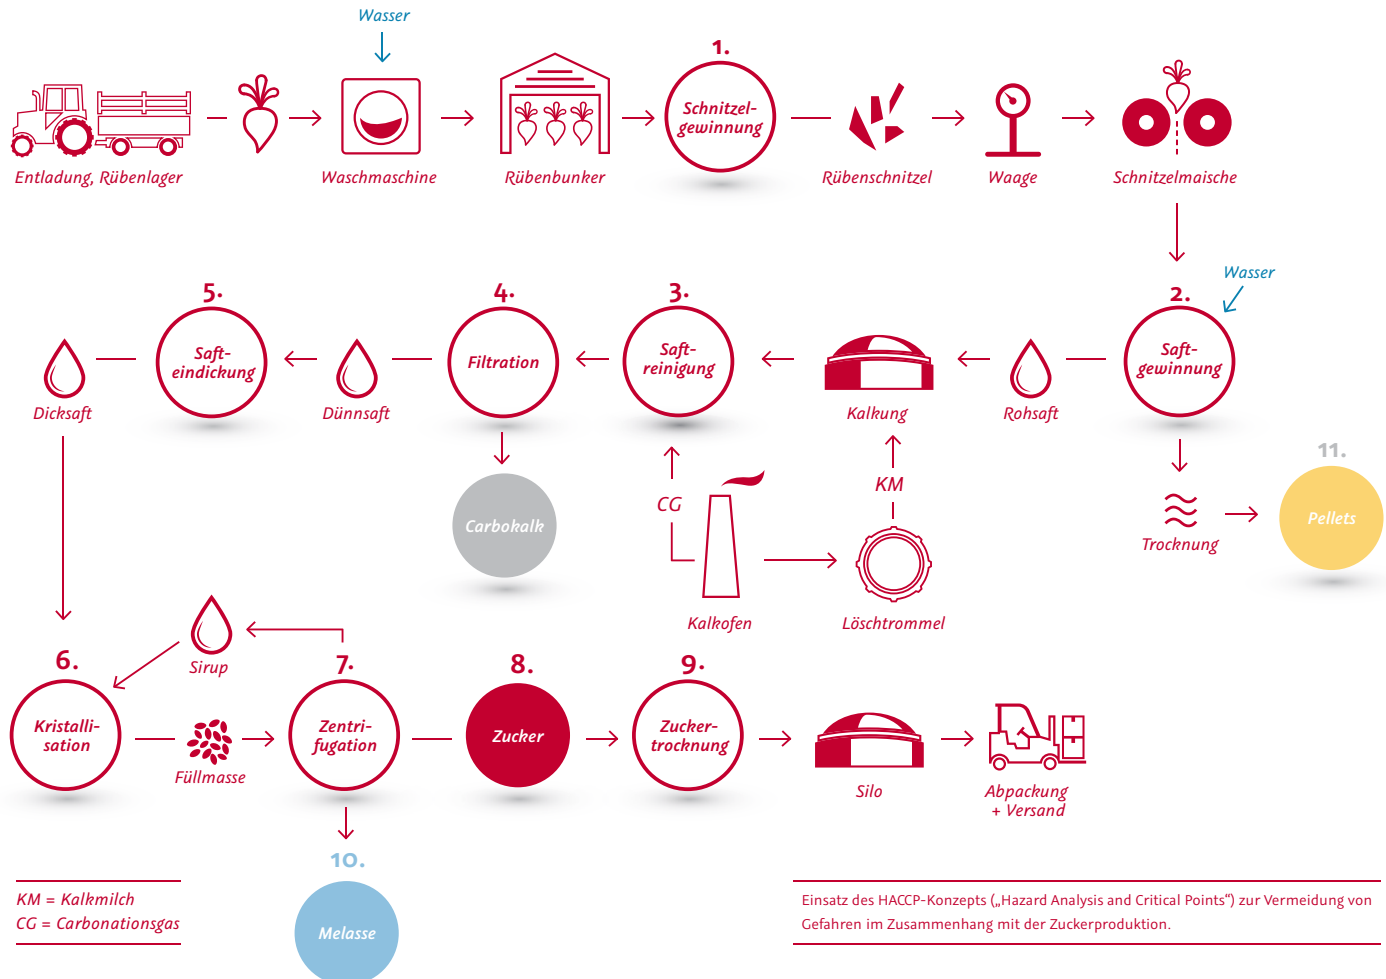 Wasser
1.
Schnitzel-
gewinnung
Entladung, Rübenlager
Waschmaschine
Rübenbunker
Rübenschnitzel
Waage
Schnitzelmaische
Wasser
5.
4.
3.
2.
Saft-
eindickung
Filtration
Saft-
reinigung
Saft-
gewinnung
Dicksaft
Dünnsaft
Kalkung
Rohsaft
11.
CG
KM
Carbokalk
Pellets
Trocknung
Kalkofen
Löschtrommel
Sirup
6.
7.
8.
9.
Kristalli-
sation
Zentri-
fugation
Zucker
Zucker-
trocknung
Füllmasse
Silo
Abpackung
+ Versand
10.
Melasse
KM = Kalkmilch
CG = Carbonationsgas
Einsatz des HACCP-Konzepts („Hazard Analysis and Critical Points“) zur Vermeidung von
Gefahren im Zusammenhang mit der Zuckerproduktion.